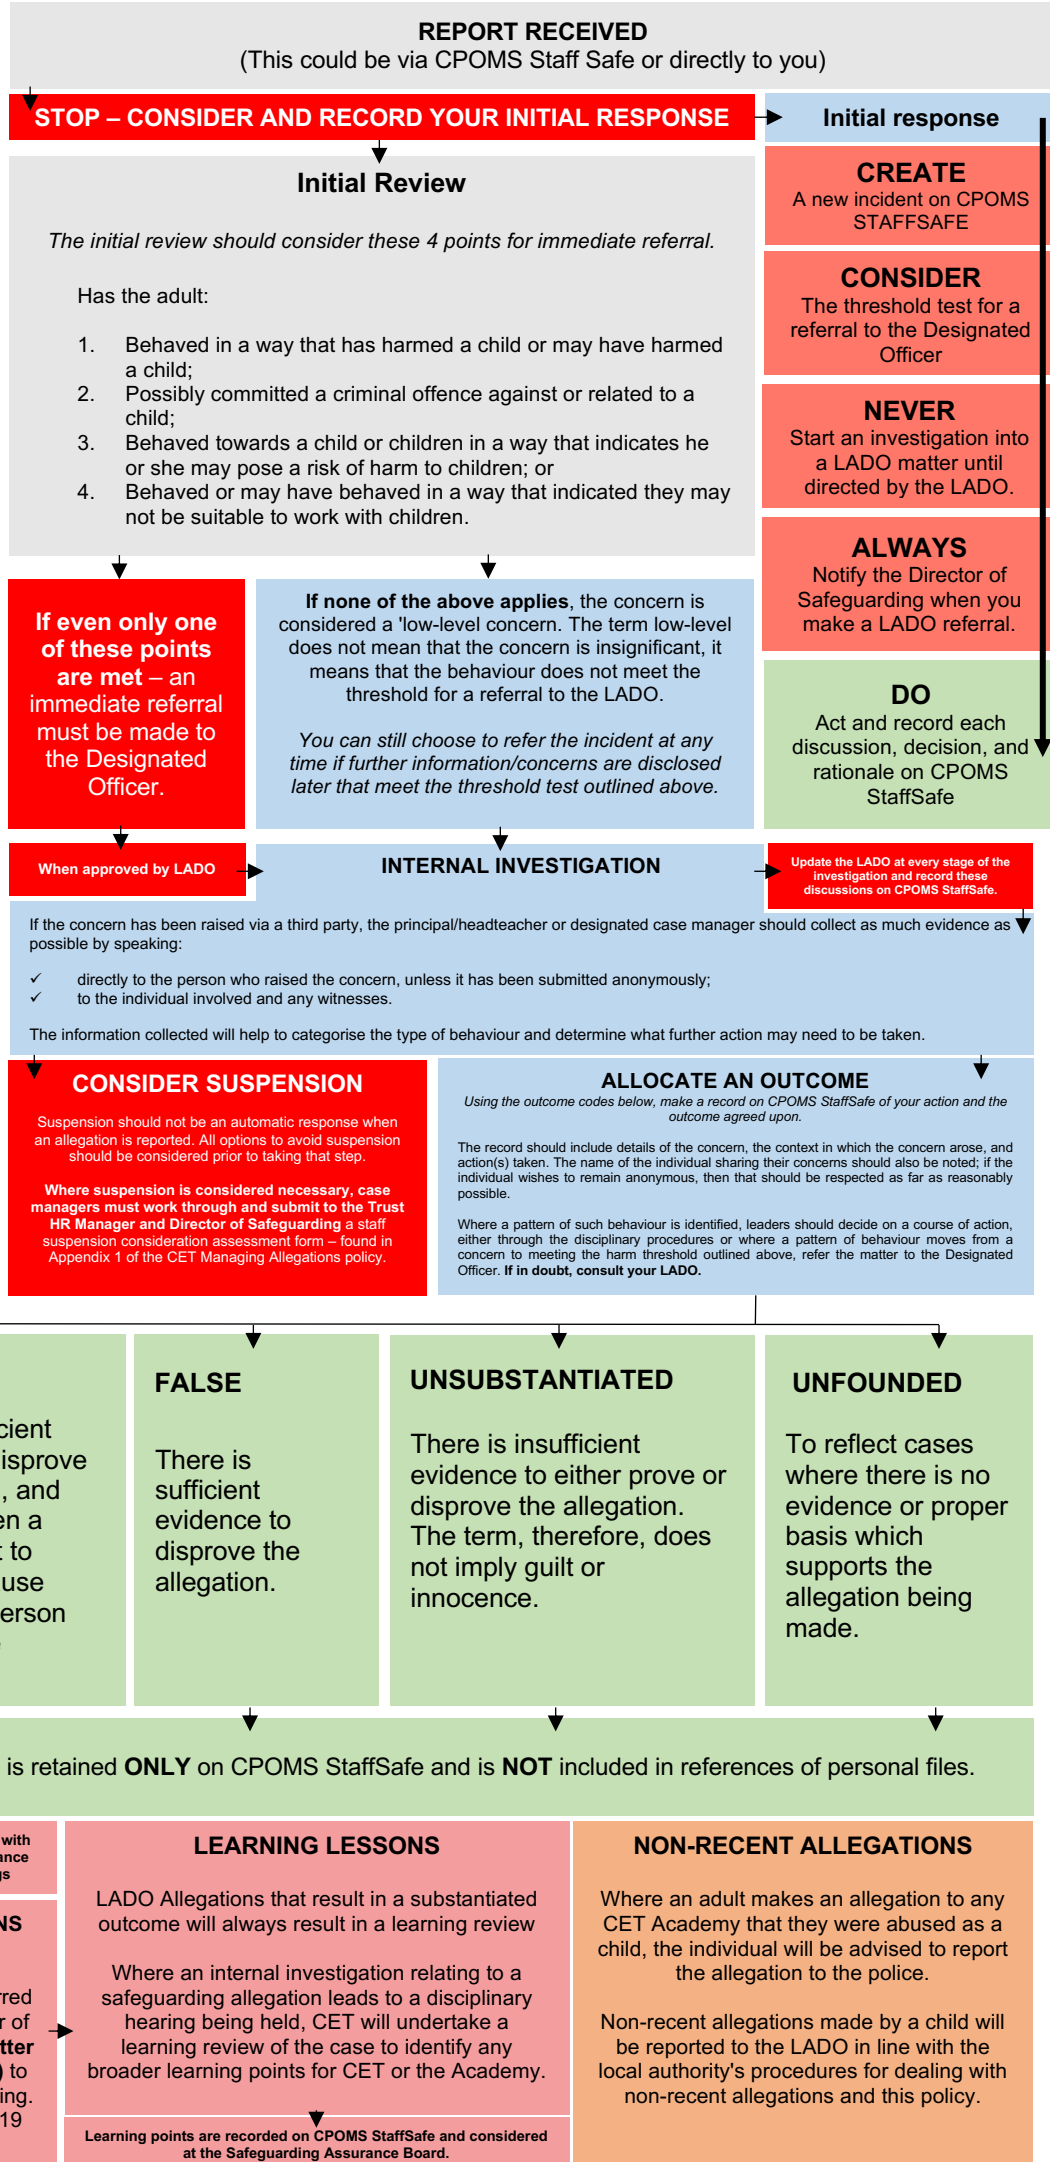 REPORT RECEIVED
(This could be via CPOMS Staff Safe or directly to you)
STOP – CONSIDER AND RECORD YOUR INITIAL RESPONSE
Initial response
Initial Review
The initial review should consider these 4 points for immediate referral.
Has the adult:
1. Behaved in a way that has harmed a child or may have harmed
a child;
2. Possibly committed a criminal offence against or related to a
child;
3. Behaved towards a child or children in a way that indicates he
or she may pose a risk of harm to children; or
4. Behaved or may have behaved in a way that indicated they may
not be suitable to work with children.
CREATE
A new incident on CPOMS
STAFFSAFE
CONSIDER
The threshold test for a
referral to the Designated
Officer
NEVER
Start an investigation into
a LADO matter until
directed by the LADO.
ALWAYS
Notify the Director of
Safeguarding when you
make a LADO referral.
DO
Act and record each
discussion, decision, and
rationale on CPOMS
StaffSafe
If even only one
of these points
are met – an
immediate referral
must be made to
the Designated
Officer.
If none of the above applies, the concern is
considered a 'low-level concern. The term low-level
does not mean that the concern is insignificant, it
means that the behaviour does not meet the
threshold for a referral to the LADO.
You can still choose to refer the incident at any
time if further information/concerns are disclosed
later that meet the threshold test outlined above.
When approved by LADO
INTERNAL INVESTIGATION
Update the LADO at every stage of the
investigation and record these
discussions on CPOMS StaffSafe.
If the concern has been raised via a third party, the principal/headteacher or designated case manager should collect as much evidence as
possible by speaking:
✓ directly to the person who raised the concern, unless it has been submitted anonymously;
✓ to the individual involved and any witnesses.
The information collected will help to categorise the type of behaviour and determine what further action may need to be taken.
CONSIDER SUSPENSION
Suspension should not be an automatic response when
an allegation is reported. All options to avoid suspension
should be considered prior to taking that step.
Where suspension is considered necessary, case
managers must work through and submit to the Trust
HR Manager and Director of Safeguarding a staff
suspension consideration assessment form – found in
Appendix 1 of the CET Managing Allegations policy.
ALLOCATE AN OUTCOME
Using the outcome codes below, make a record on CPOMS StaffSafe of your action and the
outcome agreed upon.
The record should include details of the concern, the context in which the concern arose, and
action(s) taken. The name of the individual sharing their concerns should also be noted; if the
individual wishes to remain anonymous, then that should be respected as far as reasonably
possible.
Where a pattern of such behaviour is identified, leaders should decide on a course of action,
either through the disciplinary procedures or where a pattern of behaviour moves from a
concern to meeting the harm threshold outlined above, refer the matter to the Designated
Officer. If in doubt, consult your LADO.
cient
isprove
, and
en a
t to
use
erson
FALSE
There is
sufficient
evidence to
disprove the
allegation.
UNSUBSTANTIATED
There is insufficient
evidence to either prove or
disprove the allegation.
The term, therefore, does
not imply guilt or
innocence.
UNFOUNDED
To reflect cases
where there is no
evidence or proper
basis which
supports the
allegation being
made.
is retained ONLY on CPOMS StaffSafe and is NOT included in references of personal files.
with
ance
gs
NS
rred
r of
tter
) to
ing.
19
LEARNING LESSONS
LADO Allegations that result in a substantiated
outcome will always result in a learning review
Where an internal investigation relating to a
safeguarding allegation leads to a disciplinary
hearing being held, CET will undertake a
learning review of the case to identify any
broader learning points for CET or the Academy.
Learning points are recorded on CPOMS StaffSafe and considered
at the Safeguarding Assurance Board.
NON-RECENT ALLEGATIONS
Where an adult makes an allegation to any
CET Academy that they were abused as a
child, the individual will be advised to report
the allegation to the police.
Non-recent allegations made by a child will
be reported to the LADO in line with the
local authority's procedures for dealing with
non-recent allegations and this policy.